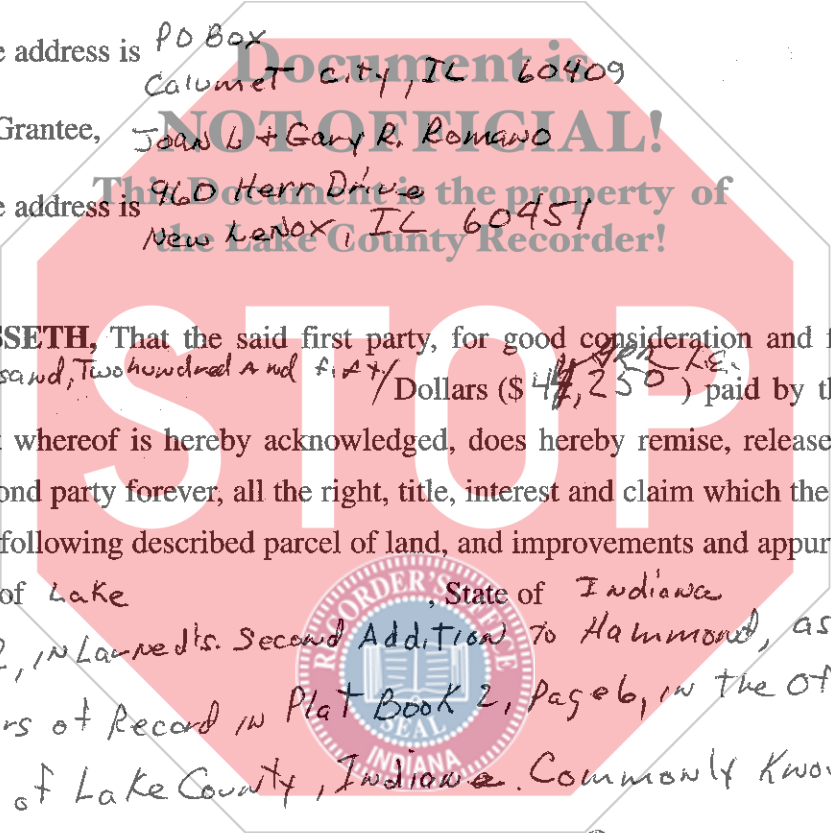 e address is PO Box
Calumet City, IL 60409
Document is
Grantee, Joan L + Gary R. Romano
NOT OFFICIAL!
e address is 960 Herr Drive
This Document is the property of
New Lenox, IL 60451
the Lake County Recorder!
STOP
SSETH, That the said first party, for good consideration and f
sand, Two hundred And fifty/Dollars ($ 4,250 ) paid by th
whereof is hereby acknowledged, does hereby remise, release
ond party forever, all the right, title, interest and claim which the
following described parcel of land, and improvements and appur
of Lake , State of Indiana
, in Larned's. Second Addition To Hammond, as
rs of Record in Plat Book 2, Page 6, in the Of
of Lake County, Indiana. Commonly Know
RECORDER'S OFFICE
SEAL
INDIANA